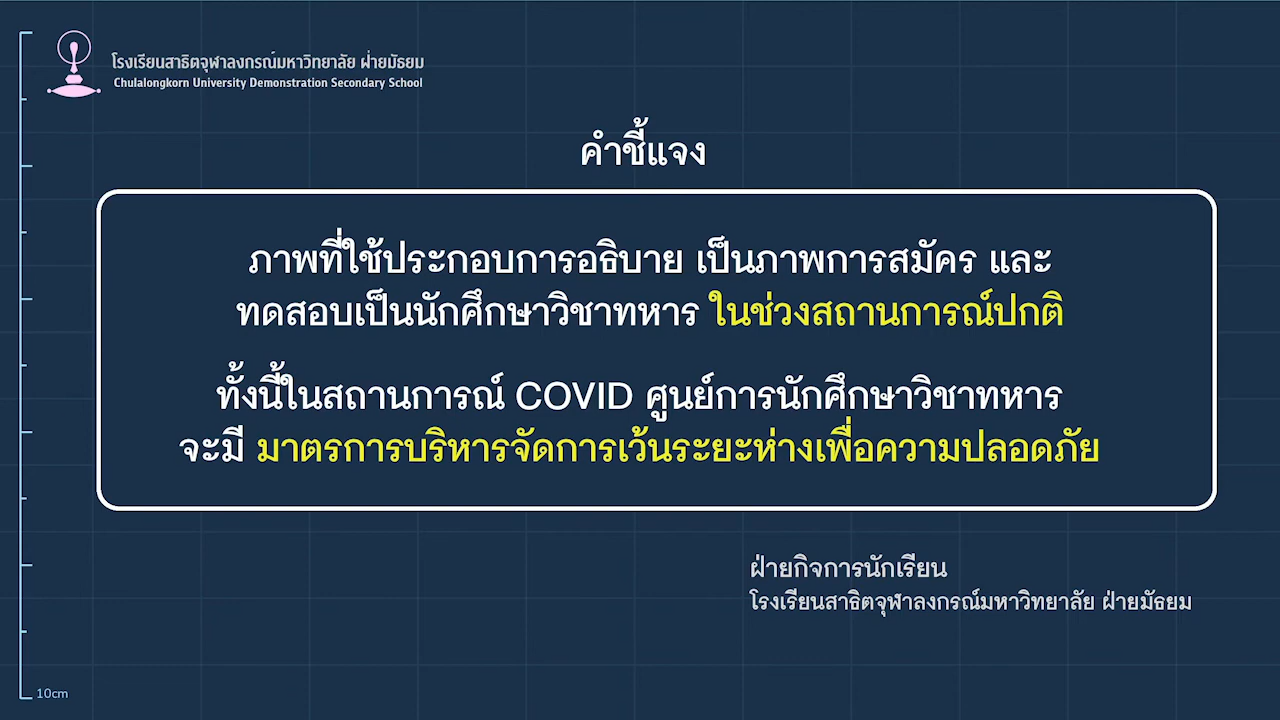 โรงเรียนสาธิตจุฬาลงกรณ์มหาวิทยาลัย ฝ่ายมัธยม
Chulalongkorn University Demonstration Secondary School
คำชี้แจง
ภาพที่ใช้ประกอบการอธิบาย เป็นภาพการสมัคร และ
ทดสอบเป็นนักศึกษาวิชาทหาร ในช่วงสถานการณ์ปกติ
ทั้งนี้ในสถานการณ์ COVID ศูนย์การนักศึกษาวิชาทหาร
จะมี มาตรการบริหารจัดการเว้นระยะห่างเพื่อความปลอดภัย
ฝ่ายกิจการนักเรียน
โรงเรียนสาธิตจุฬาลงกรณ์มหาวิทยาลัย ฝ่ายมัธยม
10cm